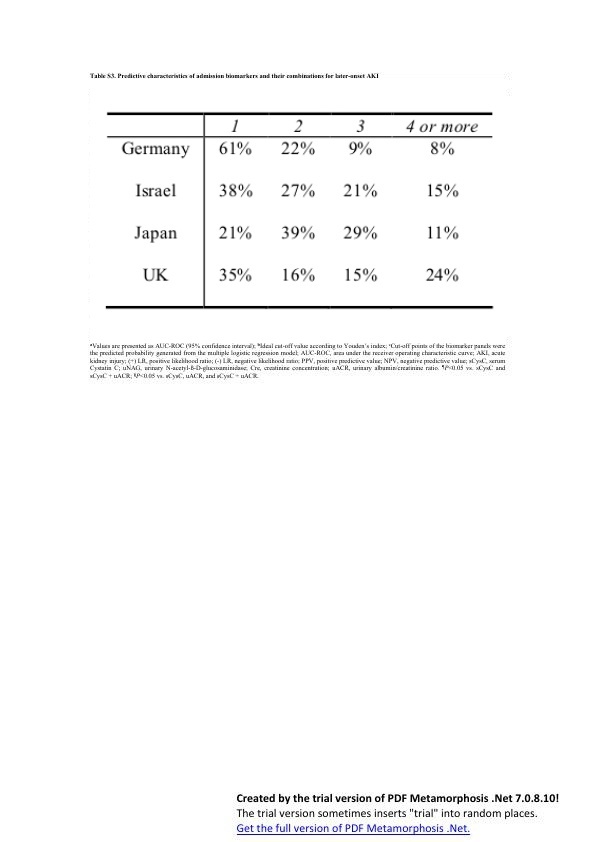 Table S3. Predictive characteristics of admission biomarkers and their combinations for later-onset AKI
1 2 3 4 or more
Germany 61% 22% 9% 8%
Israel 38% 27% 21% 15%
Japan 21% 39% 29% 11%
UK 35% 16% 15% 24%
ᵃValues are presented as AUC-ROC (95% confidence interval); ᵇIdeal cut-off value according to Youden's index; ᶜCut-off points of the biomarker panels were
the predicted probability generated from the multiple logistic regression model; AUC-ROC, area under the receiver operating characteristic curve; AKI, acute
kidney injury; (+) LR, positive likelihood ratio; (-) LR, negative likelihood ratio; PPV, positive predictive value; NPV, negative predictive value; sCysC, serum
Cystatin C; uNAG, urinary N-acetyl-ß-D-glucosaminidase; Cre, creatinine concentration; uACR, urinary albumin/creatinine ratio. ¶P<0.05 vs. sCysC and
sCysC + uACR; §P<0.05 vs. sCysC, uACR, and sCysC + uACR.
Created by the trial version of PDF Metamorphosis .Net 7.0.8.10!
The trial version sometimes inserts "trial" into random places.
Get the full version of PDF Metamorphosis .Net.